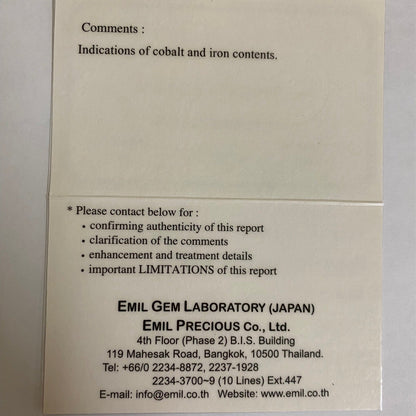 Comments :
Indications of cobalt and iron contents.
* Please contact below for :
• confirming authenticity of this report
• clarification of the comments
• enhancement and treatment details
• important LIMITATIONS of this report
EMIL GEM LABORATORY (JAPAN)
EMIL PRECIOUS CO., LTD.
4th Floor (Phase 2) B.I.S. Building
119 Mahesak Road, Bangkok, 10500 Thailand.
Tel: +66/0 2234-8872, 2237-1928
2234-3700~9 (10 Lines) Ext.447
E-mail: info@emil.co.th Website: www.emil.co.th